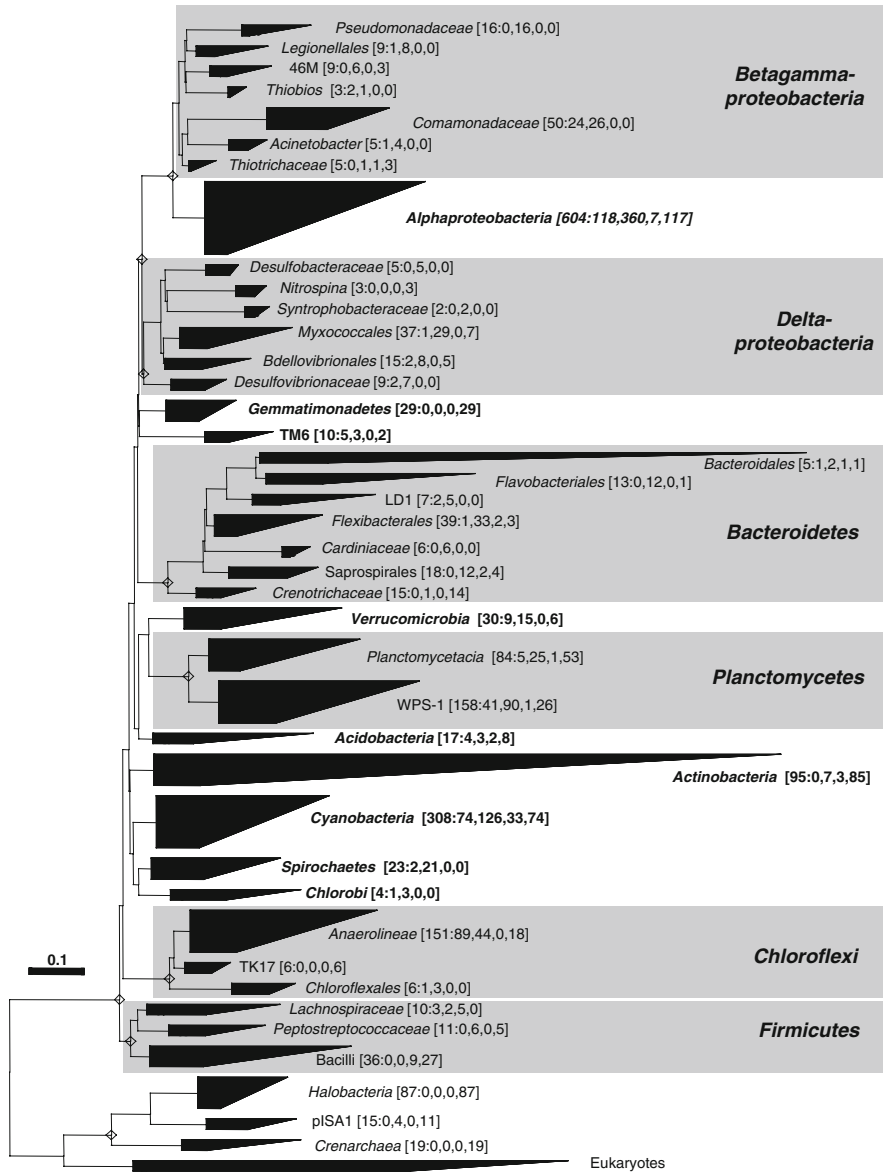 Pseudomonadaceae [16:0,16,0,0]
Legionellales [9:1,8,0,0]
46M [9:0,6,0,3]
Thiobios [3:2,1,0,0]
Betagamma-
proteobacteria
Comamonadaceae [50:24,26,0,0]
Acinetobacter [5:1,4,0,0]
Thiotrichaceae [5:0,1,1,3]
Alphaproteobacteria [604:118,360,7,117]
Desulfobacteraceae [5:0,5,0,0]
Nitrospina [3:0,0,0,3]
Syntrophobacteraceae [2:0,2,0,0]
Myxococcales [37:1,29,0,7]
Delta-
proteobacteria
Bdellovibrionales [15:2,8,0,5]
Desulfovibrionaceae [9:2,7,0,0]
Gemmatimonadetes [29:0,0,0,29]
TM6 [10:5,3,0,2]
Bacteroidales [5:1,2,1,1]
Flavobacteriales [13:0,12,0,1]
LD1 [7:2,5,0,0]
Flexibacterales [39:1,33,2,3]
Bacteroidetes
Cardiniaceae [6:0,6,0,0]
Saprospirales [18:0,12,2,4]
Crenotrichaceae [15:0,1,0,14]
Verrucomicrobia [30:9,15,0,6]
Planctomycetacia [84:5,25,1,53]
Planctomycetes
WPS-1 [158:41,90,1,26]
Acidobacteria [17:4,3,2,8]
Actinobacteria [95:0,7,3,85]
Cyanobacteria [308:74,126,33,74]
Spirochaetes [23:2,21,0,0]
Chlorobi [4:1,3,0,0]
Anaerolineae [151:89,44,0,18]
Chloroflexi
0.1
TK17 [6:0,0,0,6]
Chloroflexales [6:1,3,0,0]
Lachnospiraceae [10:3,2,5,0]
Peptostreptococcaceae [11:0,6,0,5]
Firmicutes
Bacilli [36:0,0,9,27]
Halobacteria [87:0,0,0,87]
pISA1 [15:0,4,0,11]
Crenarchaea [19:0,0,0,19]
Eukaryotes